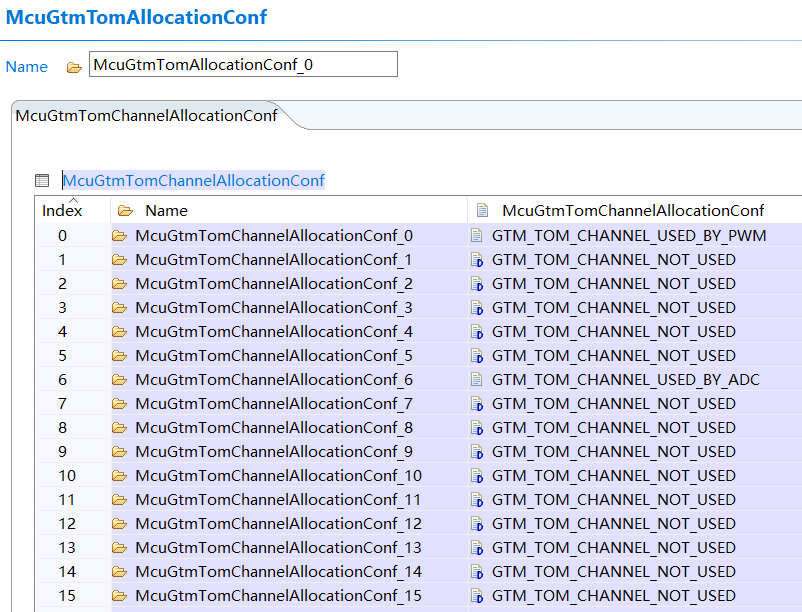 McuGtmTomAllocationConf
Name McuGtmTomAllocationConf_0
McuGtmTomChannelAllocationConf
McuGtmTomChannelAllocationConf
Index Name McuGtmTomChannelAllocationConf
0 McuGtmTomChannelAllocationConf_0 GTM_TOM_CHANNEL_USED_BY_PWM
1 McuGtmTomChannelAllocationConf_1 GTM_TOM_CHANNEL_NOT_USED
2 McuGtmTomChannelAllocationConf_2 GTM_TOM_CHANNEL_NOT_USED
3 McuGtmTomChannelAllocationConf_3 GTM_TOM_CHANNEL_NOT_USED
4 McuGtmTomChannelAllocationConf_4 GTM_TOM_CHANNEL_NOT_USED
5 McuGtmTomChannelAllocationConf_5 GTM_TOM_CHANNEL_NOT_USED
6 McuGtmTomChannelAllocationConf_6 GTM_TOM_CHANNEL_USED_BY_ADC
7 McuGtmTomChannelAllocationConf_7 GTM_TOM_CHANNEL_NOT_USED
8 McuGtmTomChannelAllocationConf_8 GTM_TOM_CHANNEL_NOT_USED
9 McuGtmTomChannelAllocationConf_9 GTM_TOM_CHANNEL_NOT_USED
10 McuGtmTomChannelAllocationConf_10 GTM_TOM_CHANNEL_NOT_USED
11 McuGtmTomChannelAllocationConf_11 GTM_TOM_CHANNEL_NOT_USED
12 McuGtmTomChannelAllocationConf_12 GTM_TOM_CHANNEL_NOT_USED
13 McuGtmTomChannelAllocationConf_13 GTM_TOM_CHANNEL_NOT_USED
14 McuGtmTomChannelAllocationConf_14 GTM_TOM_CHANNEL_NOT_USED
15 McuGtmTomChannelAllocationConf_15 GTM_TOM_CHANNEL_NOT_USED